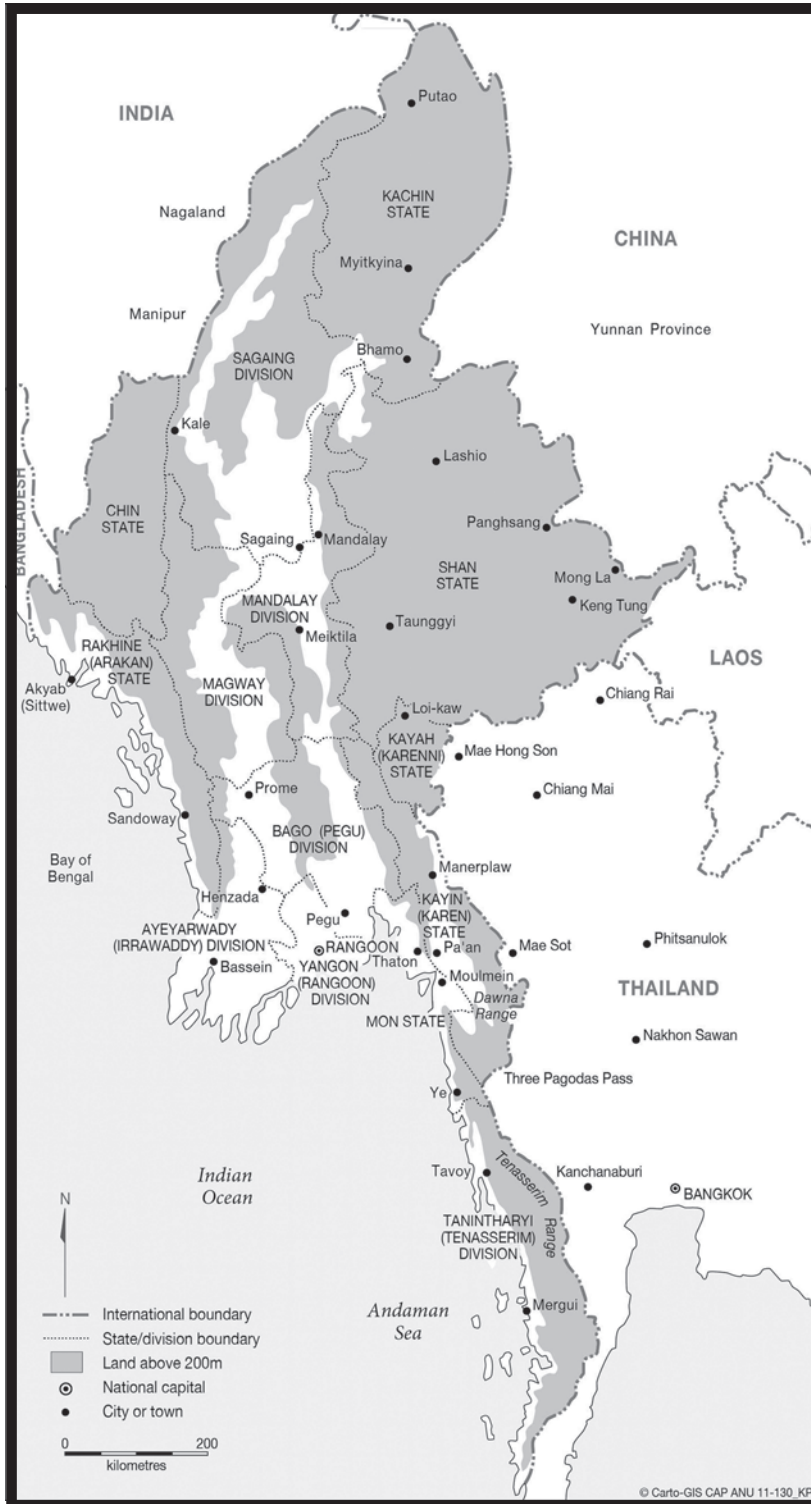 INDIA
Putao
Nagaland
KACHIN
STATE
CHINA
Myitkyina
Manipur
Yunnan Province
Bhamo
SAGAING
DIVISION
Kale
Lashio
BANGLADESH
CHIN
STATE
Panghsang
Sagaing
Mandalay
SHAN
STATE
Mong La
Keng Tung
MANDALAY
DIVISION
Meiktila
Taunggyi
RAKHINE
(ARAKAN)
STATE
LAOS
Akyab
(Sittwe)
MAGWAY
DIVISION
Chiang Rai
Loi-kaw
KAYAH
(KARENNI)
STATE
Mae Hong Son
Prome
Chiang Mai
Sandoway
BAGO (PEGU)
DIVISION
Bay of
Bengal
Manerplaw
Henzada
KAYIN
(KAREN)
STATE
Pegu
AYEYARWADY
(IRRAWADDY) DIVISION
RANGOON
Thaton
Pa'an
Mae Sot
Phitsanulok
Bassein
YANGON
(RANGOON)
DIVISION
Moulmein
THAILAND
Dawna
Range
MON STATE
Nakhon Sawan
Three Pagodas Pass
Ye
Indian
Ocean
Tavoy
Tenasserim Range
Kanchanaburi
BANGKOK
N
TANINTHARYI
(TENASSERIM)
DIVISION
Andaman
Sea
Mergui
International boundary
State/division boundary
Land above 200m
National capital
City or town
0 200
kilometres
© Carto-GIS CAP ANU 11-130_KP